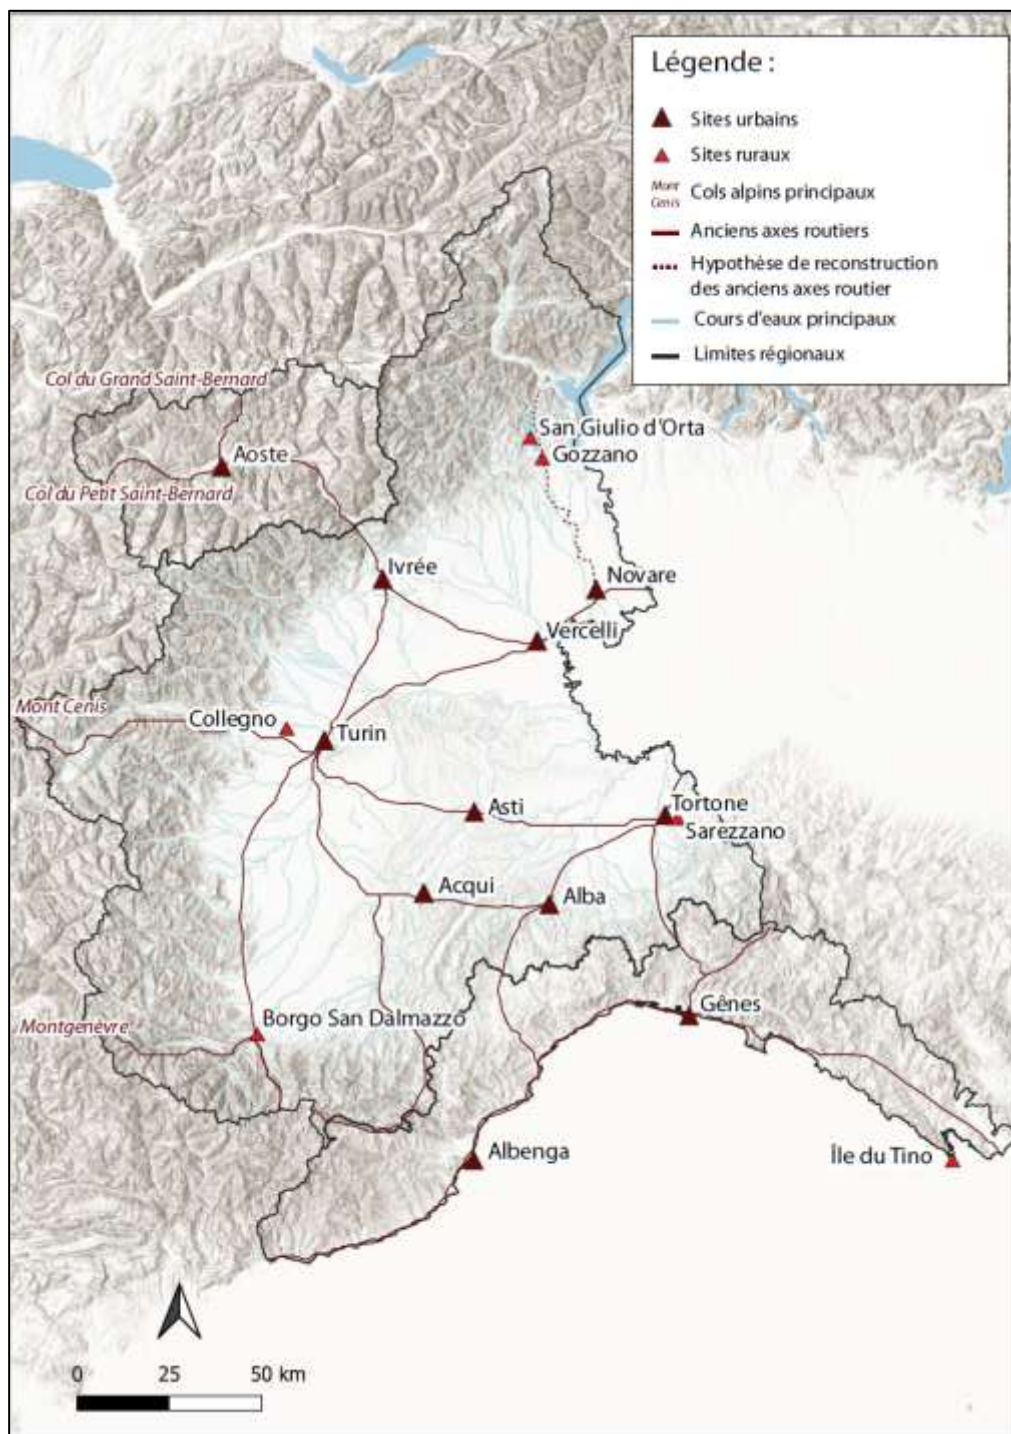 Légende :
Sites urbains
Sites ruraux
Mont
Cenis
Cols alpins principaux
Anciens axes routiers
Hypothèse de reconstruction
des anciens axes routier
Cours d'eaux principaux
Limites régionaux
Col du Grand Saint-Bernard
San Giulio d'Orta
Aoste
Gozzano
Col du Petit Saint-Bernard
Ivrée
Novare
Vercelli
Mont Cenis
Collegno
Turin
Asti
Tortone
Sarezzano
Acqui
Alba
Gênes
Montgenèvre
Borgo San Dalmazzo
Albenga
Île du Tino
0 25 50 km